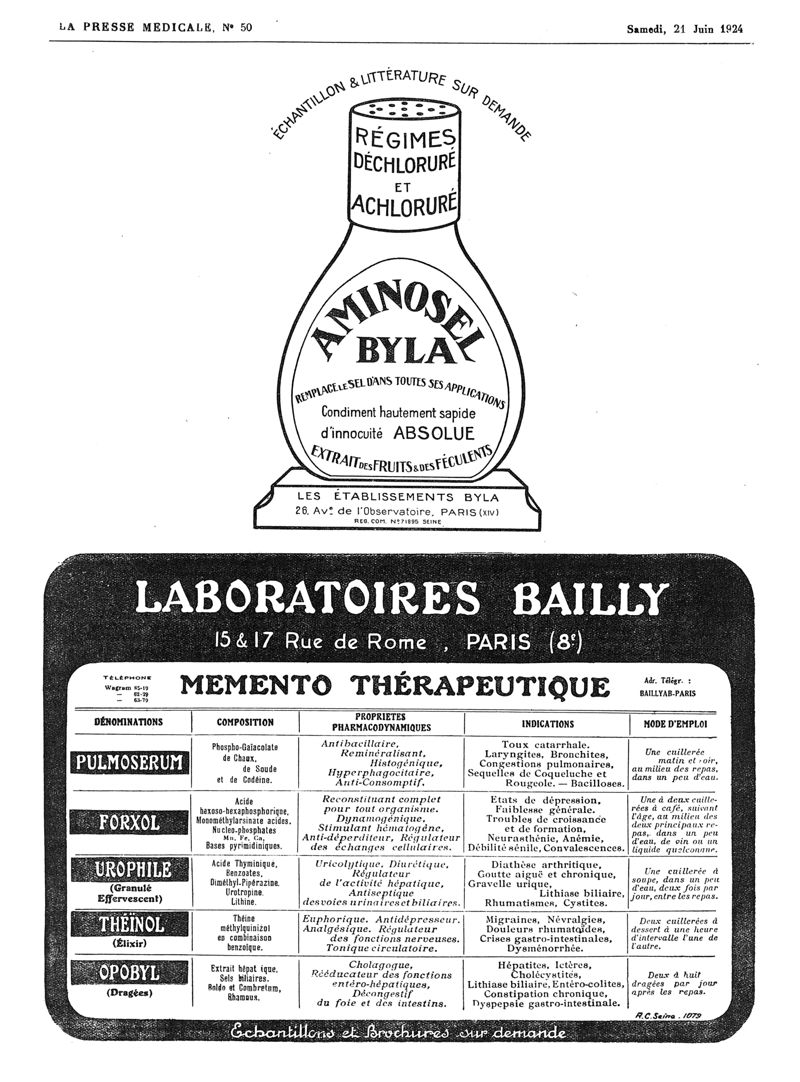 LA PRESSE MEDICALE, N° 50
Samedi, 21 Juin 1924
ÉCHANTILLON & LITTÉRATURE SUR DEMANDE
RÉGIMES
DÉCHLORURÉ
ET
ACHLORURÉ
AMINOSEL
BYLA
REMPLACE LE SEL D'ANS TOUTES SES APPLICATIONS
Condiment hautement sapide
d'innocuité ABSOLUE
EXTRAIT DES FRUITS & DES FÉCULENTS
LES ÉTABLISSEMENTS BYLA
26, Av.e de l'Observatoire, PARIS (XIV)
REG. COM. N° 71895 SEINE
LABORATOIRES BAILLY
15 & 17 Rue de Rome, PARIS (8e)
TÉLÉPHONE
Wagram 85-19
— 62-29
— 63-79
MEMENTO THÉRAPEUTIQUE
Adr. Télégr. :
BAILLYAB-PARIS
DÉNOMINATIONS
COMPOSITION
PROPRIETES
PHARMACODYNAMIQUES
INDICATIONS
MODE D'EMPLOI
PULMOSERUM
Phospho-Gaïacolate
de Chaux,
de Soude
et de Codéine.
Antibacillaire,
Reminéralisant,
Histogénique,
Hyperphagocitaire,
Anti-Consomptif.
Toux catarrhale.
Laryngites, Bronchites,
Congestions pulmonaires,
Sequelles de Coqueluche et
Rougeole. — Bacilloses.
Une cuillerée
matin et soir,
au milieu des repas,
dans un peu d'eau.
FORXOL
Acide
hexoso-hexaphosphorique,
Monométhylarsinate acides,
Nucleo-phosphates
Mn, Fe, Ca,
Bases pyrimidiniques.
Reconstituant complet
pour tout organisme.
Dynamogénique,
Stimulant hématogène,
Anti-déperditeur, Régulateur
des échanges cellulaires.
Etats de dépression,
Faiblesse générale.
Troubles de croissance
et de formation,
Neurasthénie, Anémie,
Débilité sénile, Convalescences.
Une à deux cuille-
rées à café, suivant
l'âge, au milieu des
deux principaux re-
pas, dans un peu
d'eau, de vin ou un
liquide quelconque.
UROPHILE
(Granulé
Effervescent)
Acide Thyminique,
Benzoates,
Diméthyl-Pipérazine.
Urotropine.
Lithine.
Uricolytique. Diurétique,
Régulateur
de l'activité hépatique,
Antiseptique
des voies urinaires et biliaires.
Diathèse arthritique,
Goutte aiguë et chronique,
Gravelle urique,
Lithiase biliaire,
Rhumatismes, Cystites.
Une cuillerée à
soupe, dans un peu
d'eau, deux fois par
jour, entre les repas.
THEÏNOL
(Élixir)
Théine
méthylquinizol
en combinaison
benzoïque.
Euphorique. Antidépresseur.
Analgésique. Régulateur
des fonctions nerveuses.
Tonique circulatoire.
Migraines, Névralgies,
Douleurs rhumatoïdes,
Crises gastro-intestinales,
Dysménorrhée.
Deux cuillerées à
dessert à une heure
d'intervalle l'une de
l'autre.
OPOBYL
(Dragées)
Extrait hépat ique,
Sels biliaires.
Boldo et Combretum,
Rhamnus.
Cholagogue,
Rééducateur des fonctions
entéro-hépatiques,
Décongestif
du foie et des intestins.
Hépatites, Ictères,
Cholécystites,
Lithiase biliaire, Entéro-colites,
Constipation chronique,
Dyspepsie gastro-intestinale.
Deux à huit
dragées par jour
après les repas.
R.C. Seine. 1079
Echantillons et Brochures sur demande